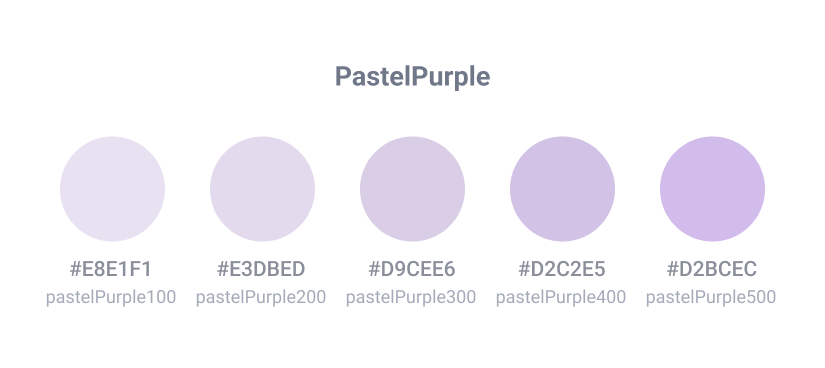 PastelPurple
#E8E1F1 #E3DBED #D9CEE6 #D2C2E5 #D2BCEC
pastelPurple100 pastelPurple200 pastelPurple300 pastelPurple400 pastelPurple500